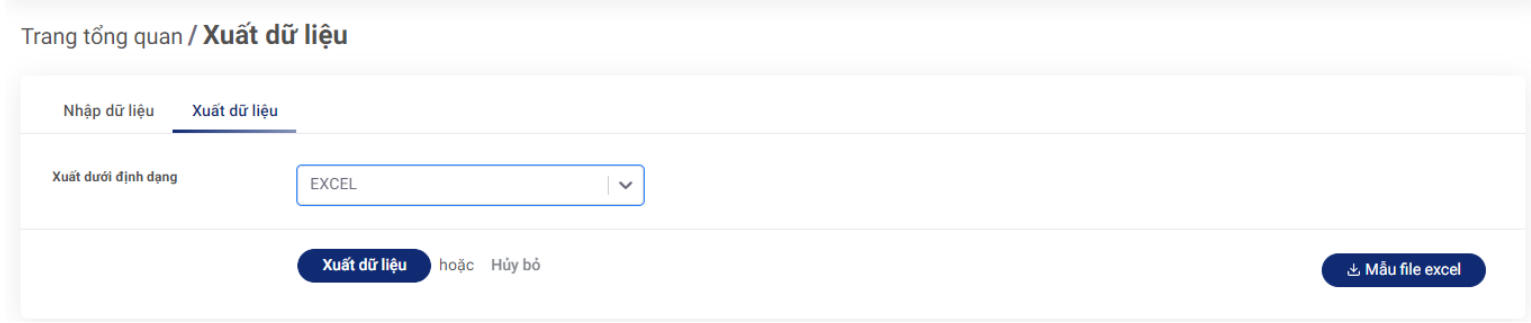 Trang tổng quan / Xuất dữ liệu
Nhập dữ liệu Xuất dữ liệu
Xuất dưới định dạng EXCEL
Xuất dữ liệu hoặc Hủy bỏ Mẫu file excel